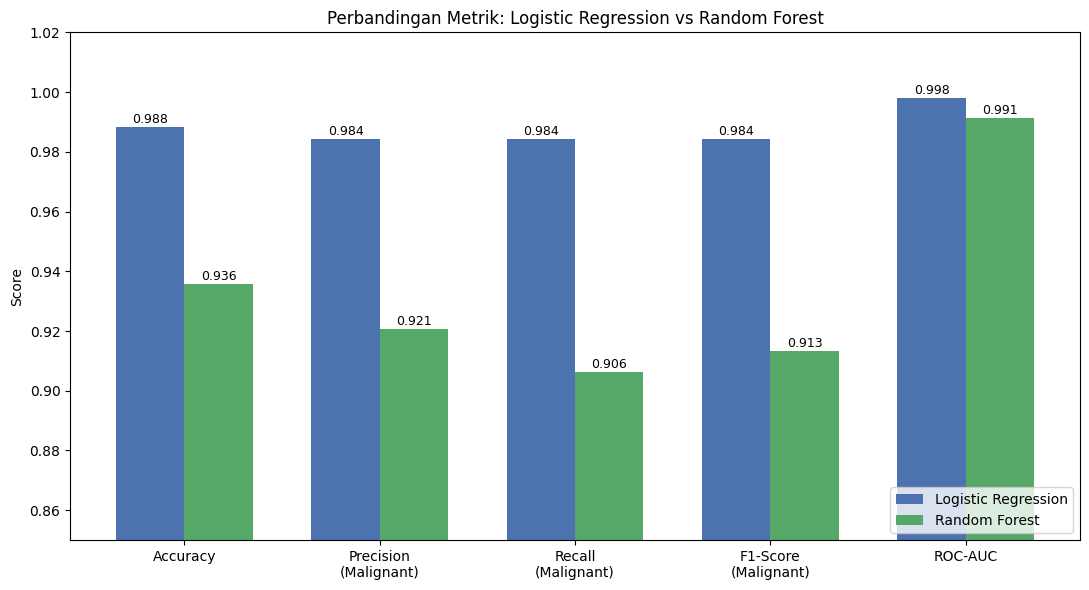 Perbandingan Metrik: Logistic Regression vs Random Forest
1.02
1.00
0.98
0.96
0.94
0.92
0.90
0.88
0.86
Score
0.988
0.936
0.984
0.921
0.984
0.906
0.984
0.913
0.998
0.991
Logistic Regression
Random Forest
Accuracy
Precision
(Malignant)
Recall
(Malignant)
F1-Score
(Malignant)
ROC-AUC